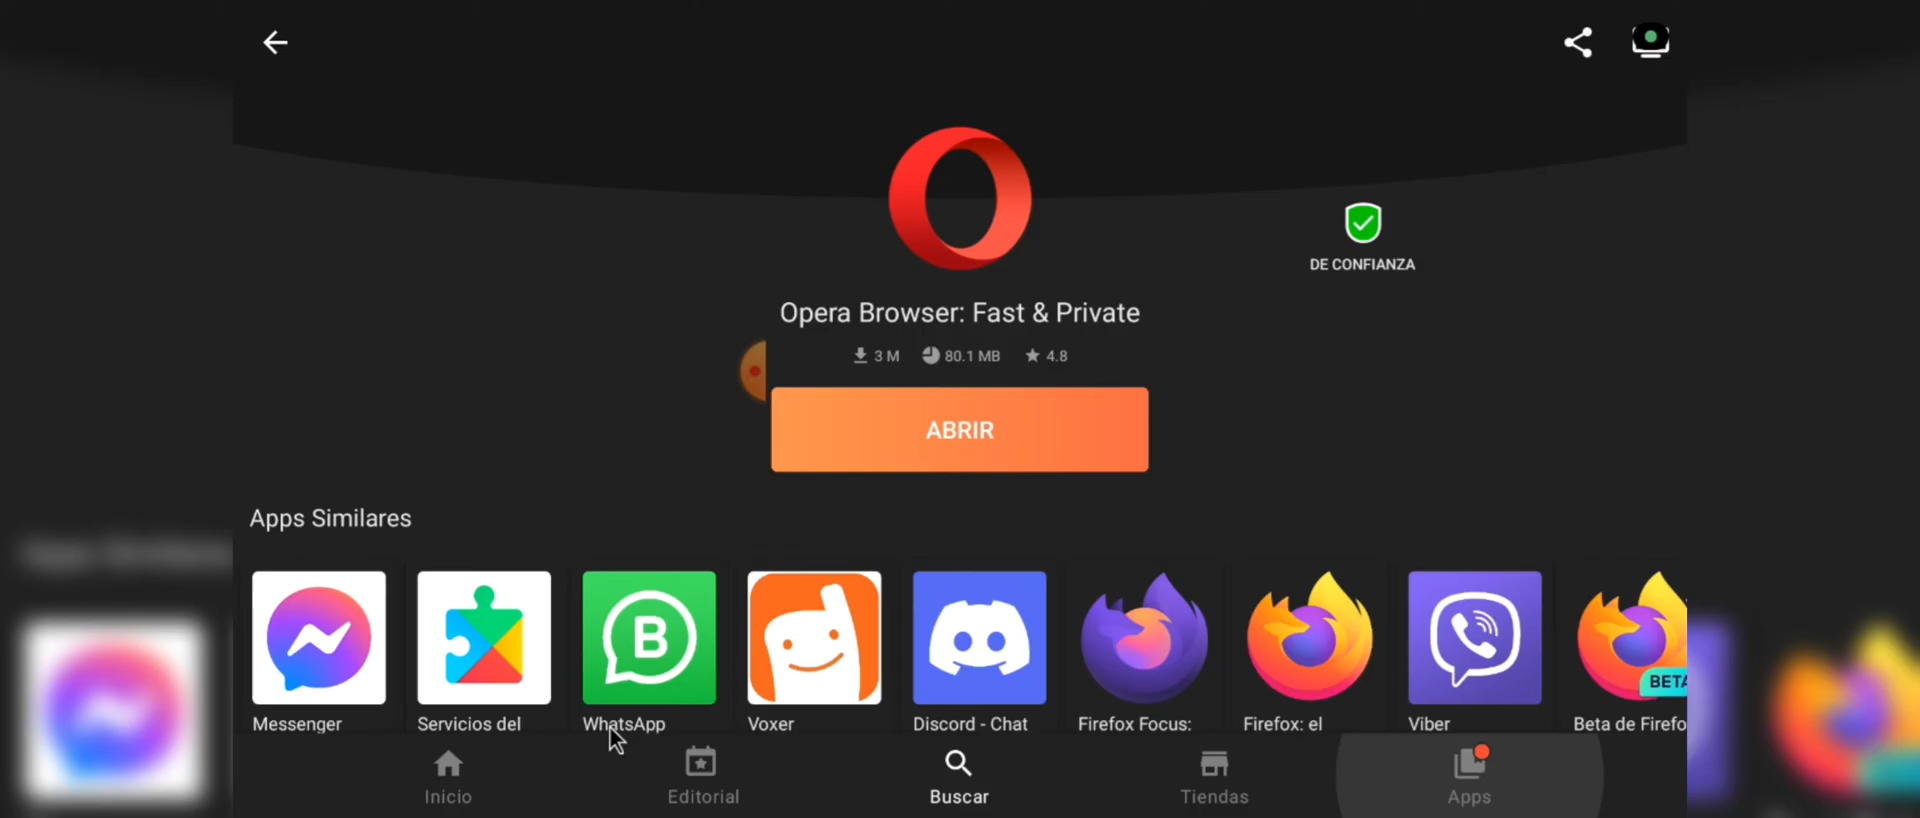 DE CONFIANZA
Opera Browser: Fast & Private
3 M 80.1 MB 4.8
ABRIR
Apps Similares
B
BETA
Messenger Servicios del WhatsApp Voxer Discord - Chat Firefox Focus: Firefox: el Viber Beta de Firefo
Inicio Editorial Buscar Tiendas Apps